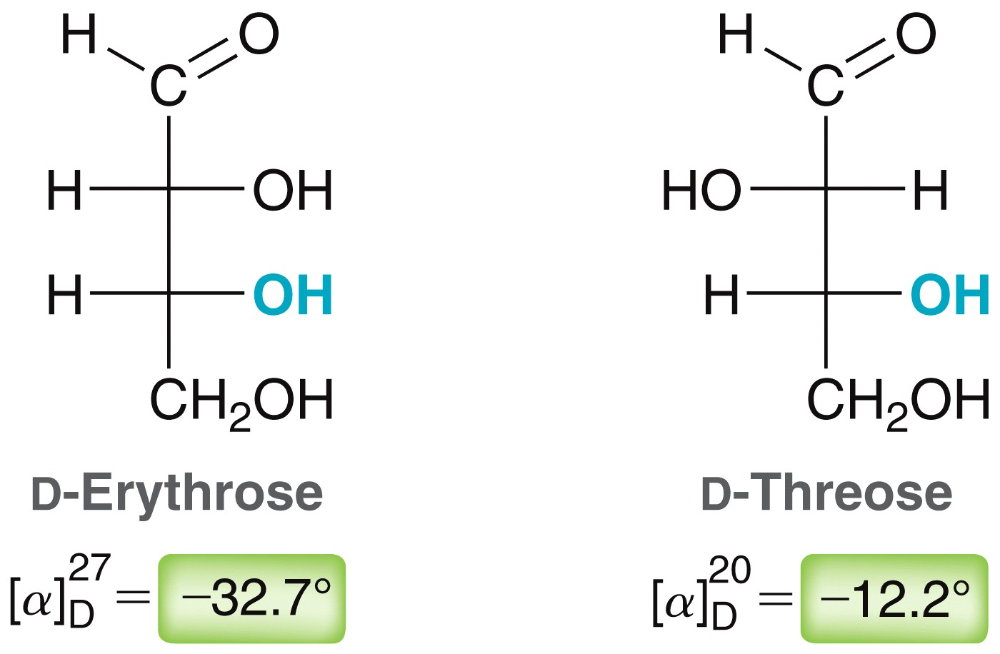 H O H O
C C
H OH HO H
H OH H OH
CH₂OH CH₂OH
D-Erythrose D-Threose
[α]²⁷D = −32.7° [α]²⁰D = −12.2°